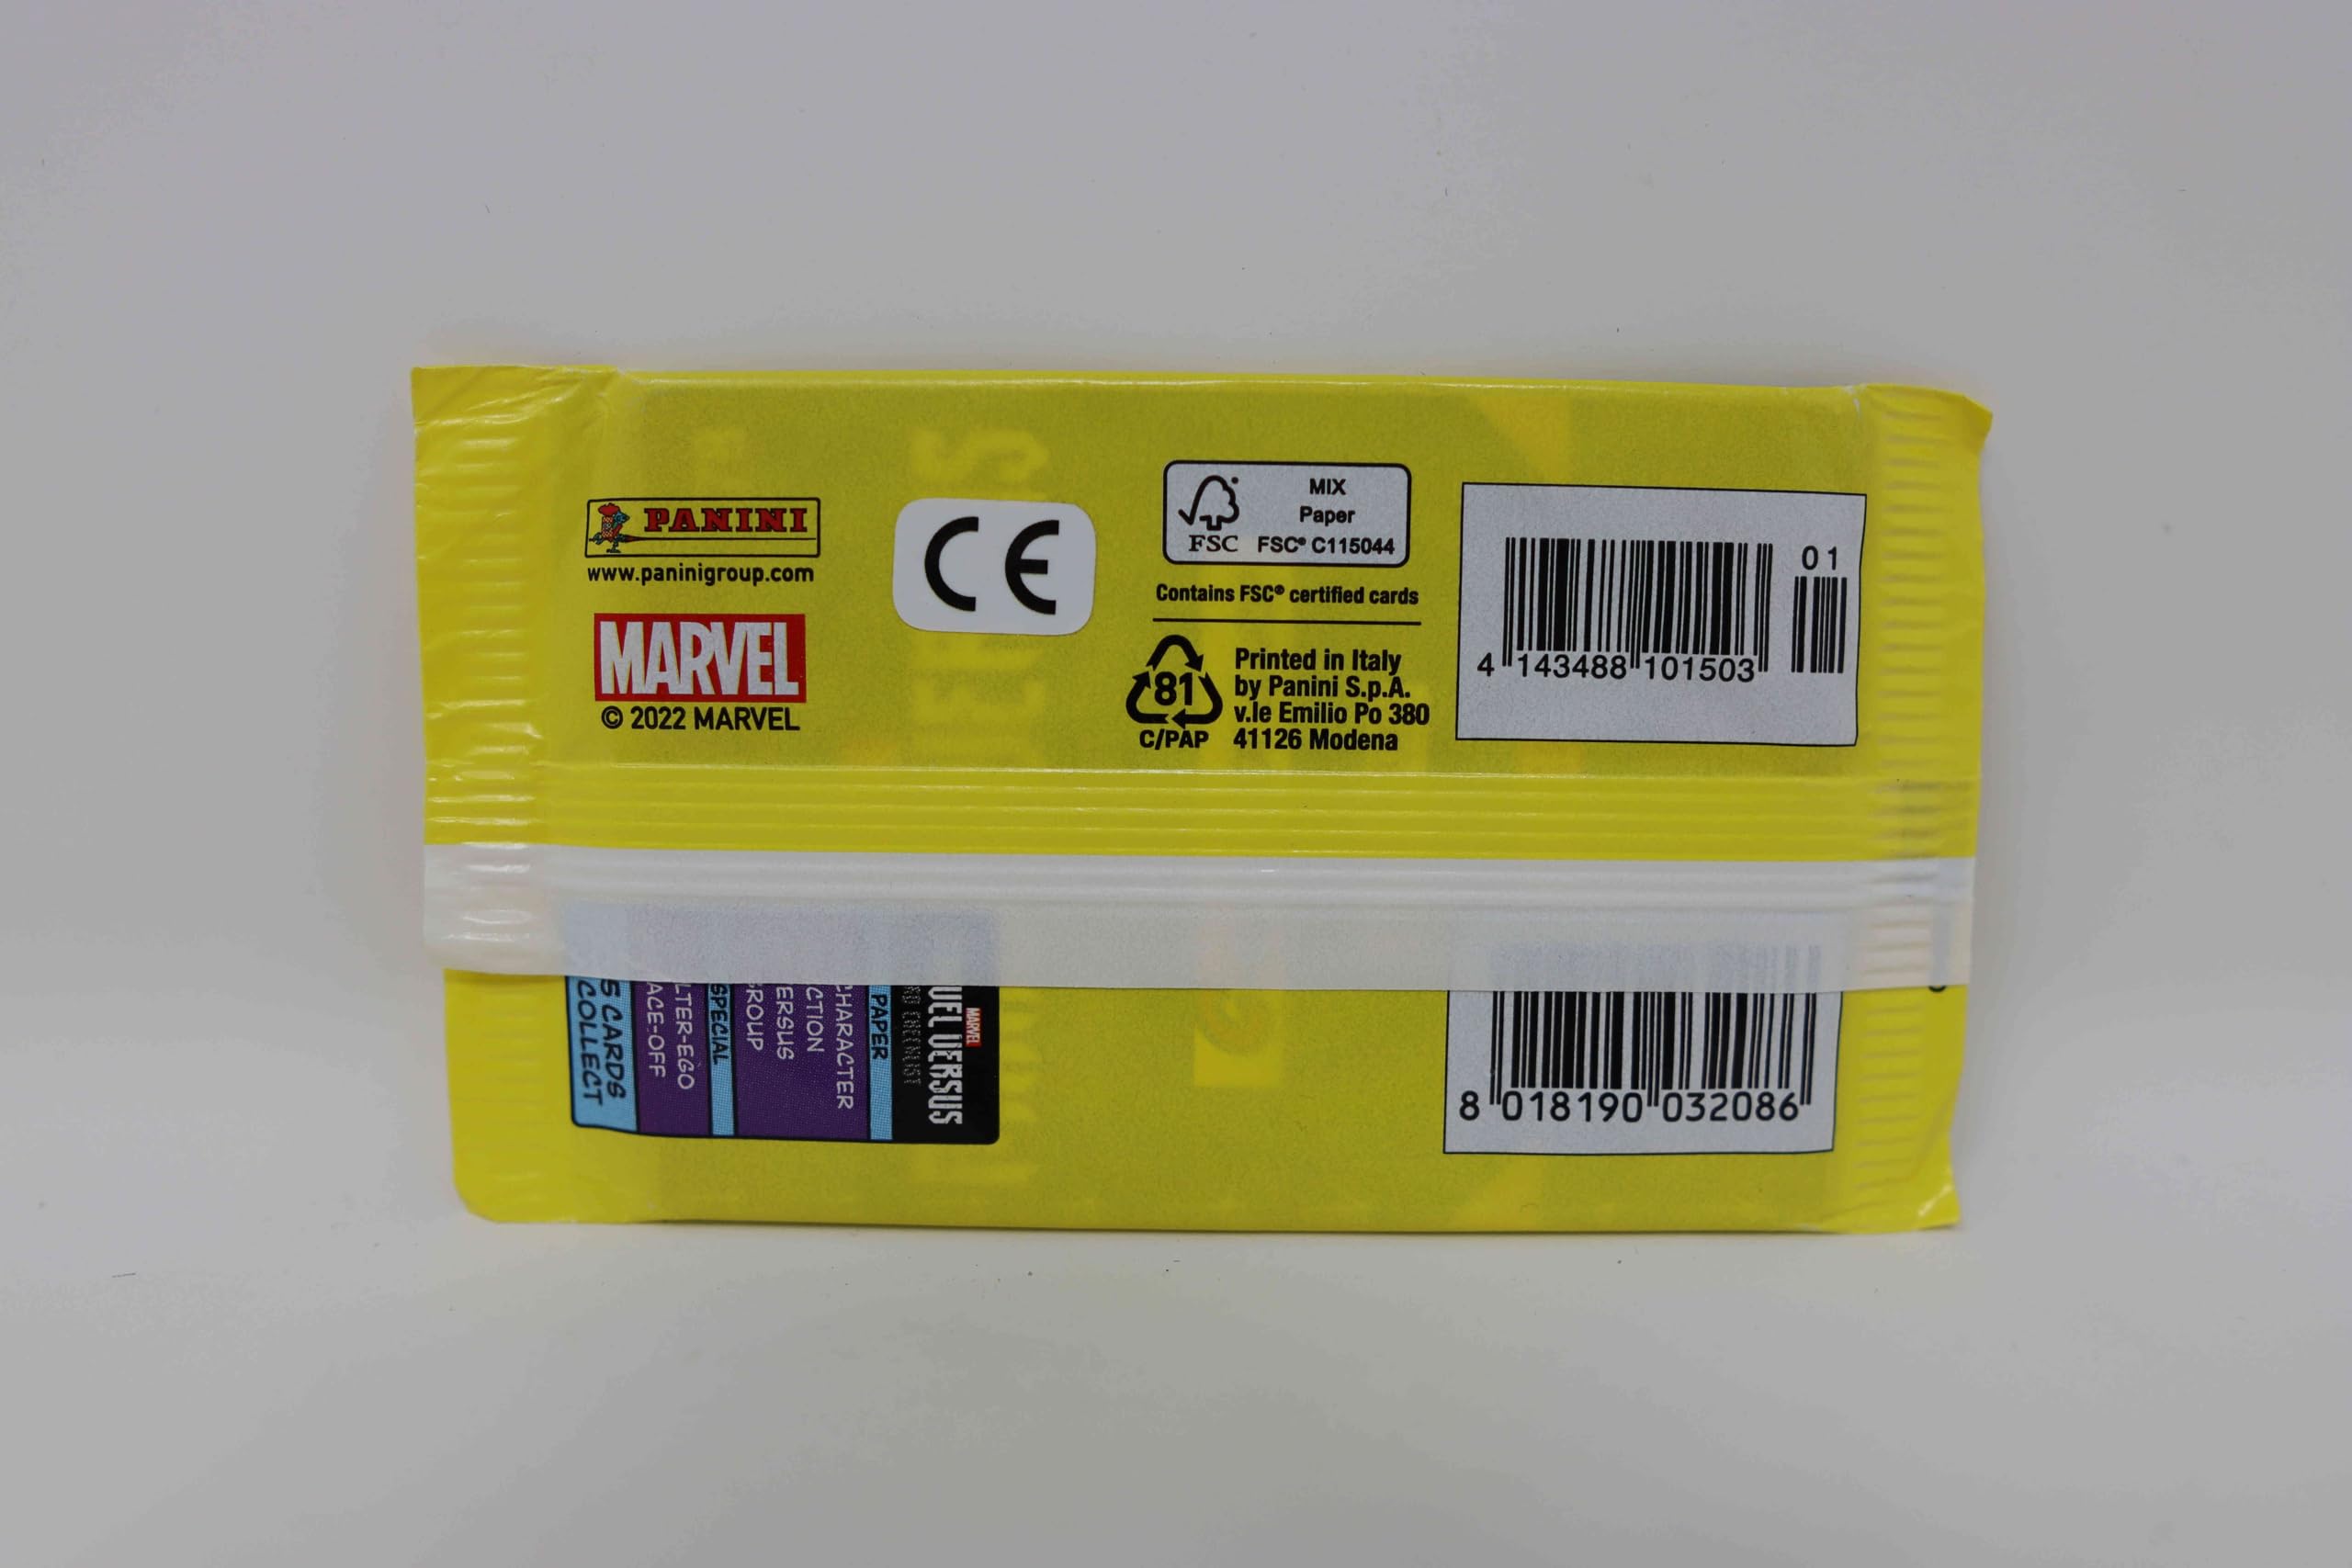 PANINI
www.paninigroup.com
MARVEL
© 2022 MARVEL
CE
MIX
Paper
FSC
FSC® C115044
Contains FSC® certified cards
81
C/PAP
Printed in Italy
by Panini S.p.A.
v.le Emilio Po 380
41126 Modena
01
4 143488 101503
MARVEL
UEL VERSUS
PAPER
HARACTER
CTION
ERSUS
ROUP
SPECIAL
LTER-EGO
ACE-OFF
5 CARDS
COLLECT
8 018190 032086